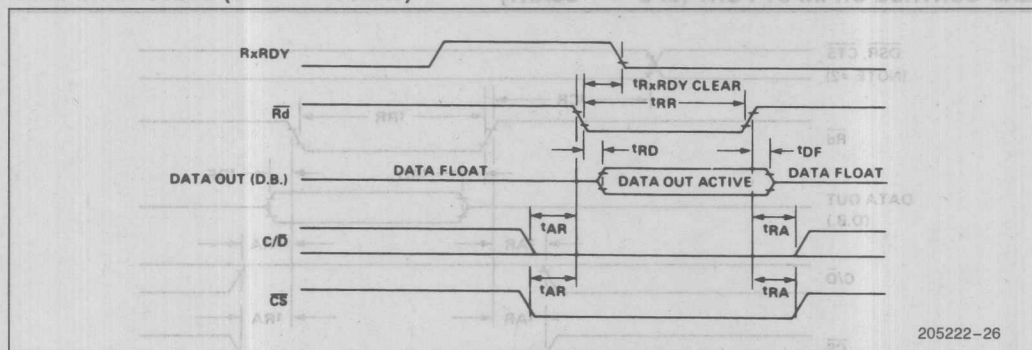 RxRDY
tRxRDY CLEAR
tRR
Rd
tRD
tDF
DATA OUT (D.B.)
DATA FLOAT
DATA OUT ACTIVE
DATA FLOAT
tAR
tRA
C/D
tAR
tRA
CS
205222–26